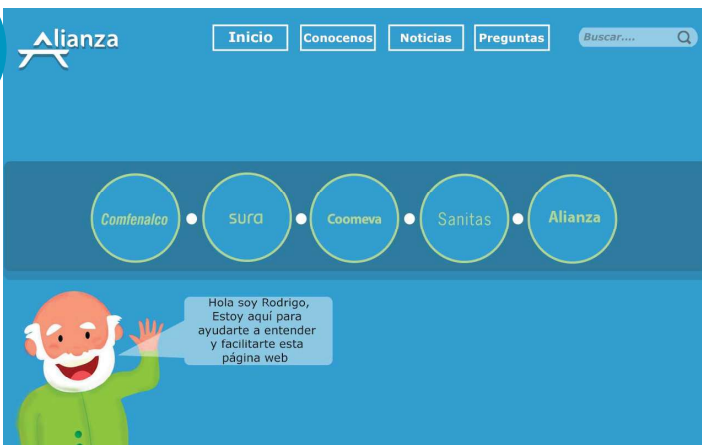 Alianza
Inicio
Conocenos
Noticias
Preguntas
Buscar....
Comfenalco
sura
Coomeva
Sanitas
Alianza
Hola soy Rodrigo,
Estoy aquí para
ayudarte a entender
y facilitarte esta
página web